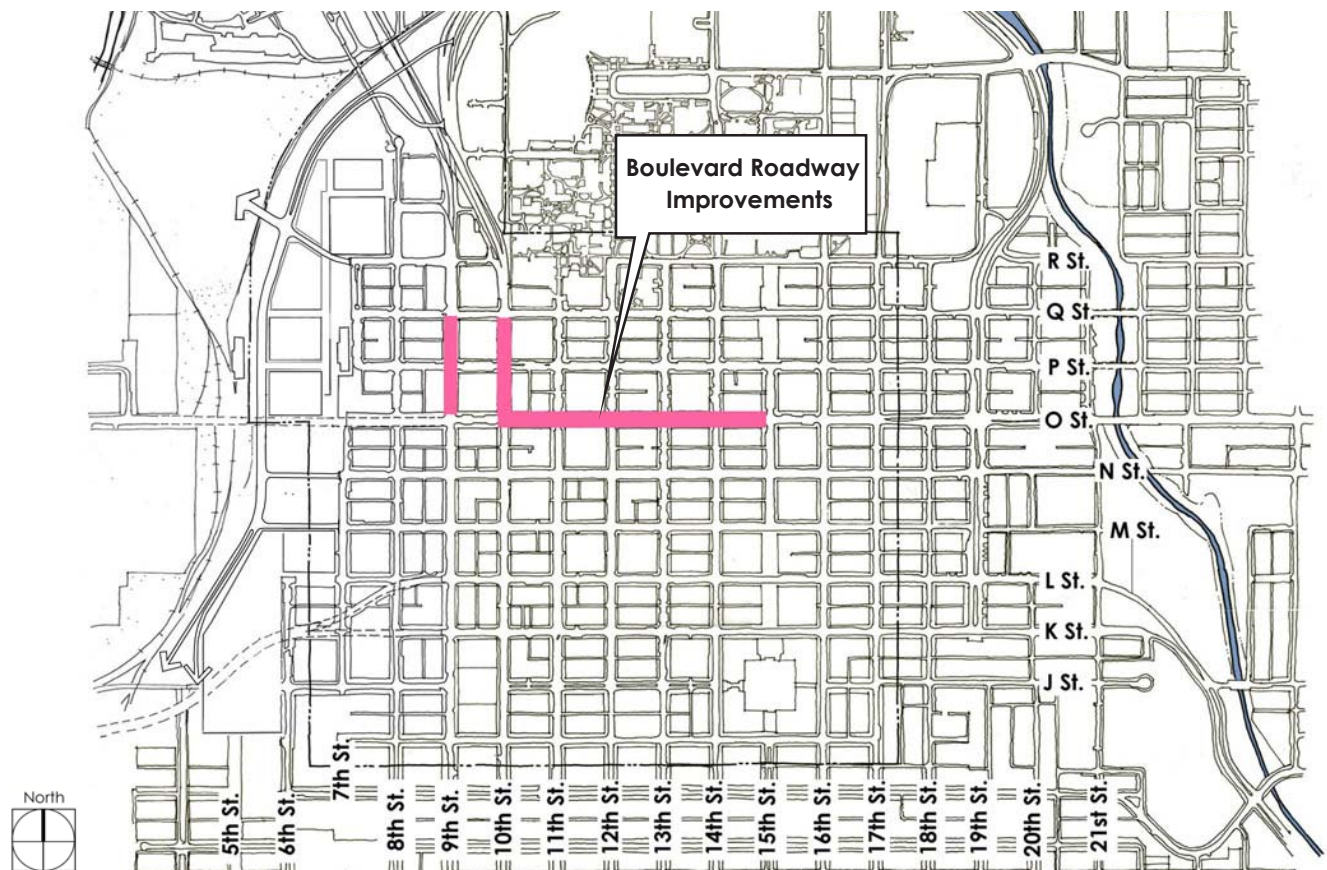 Boulevard Roadway
Improvements
R St.
Q St.
P St.
O St.
N St.
M St.
L St.
K St.
J St.
North
5th St.
6th St.
7th St.
8th St.
9th St.
10th St.
11th St.
12th St.
13th St.
14th St.
15th St.
16th St.
17th St.
18th St.
19th St.
20th St.
21st St.